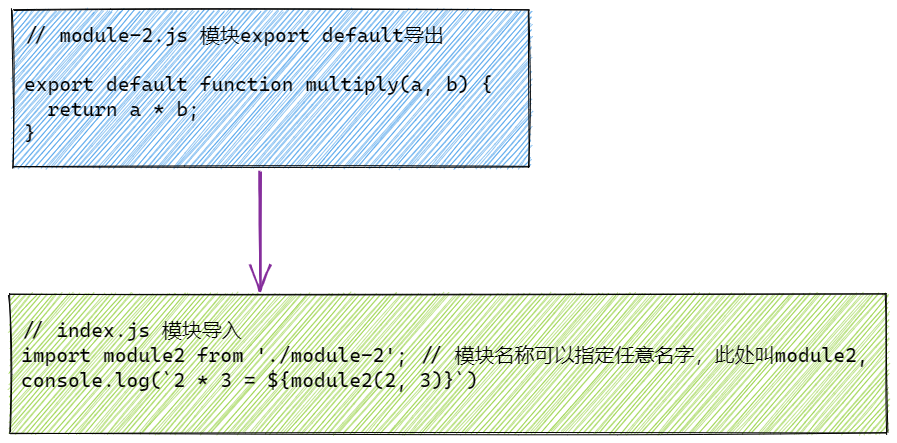 // module-2.js 模块export default导出
export default function multiply(a, b) {
return a * b;
}
// index.js 模块导入
import module2 from './module-2'; // 模块名称可以指定任意名字，此处叫module2,
console.log(`2 * 3 = ${module2(2, 3)}`)